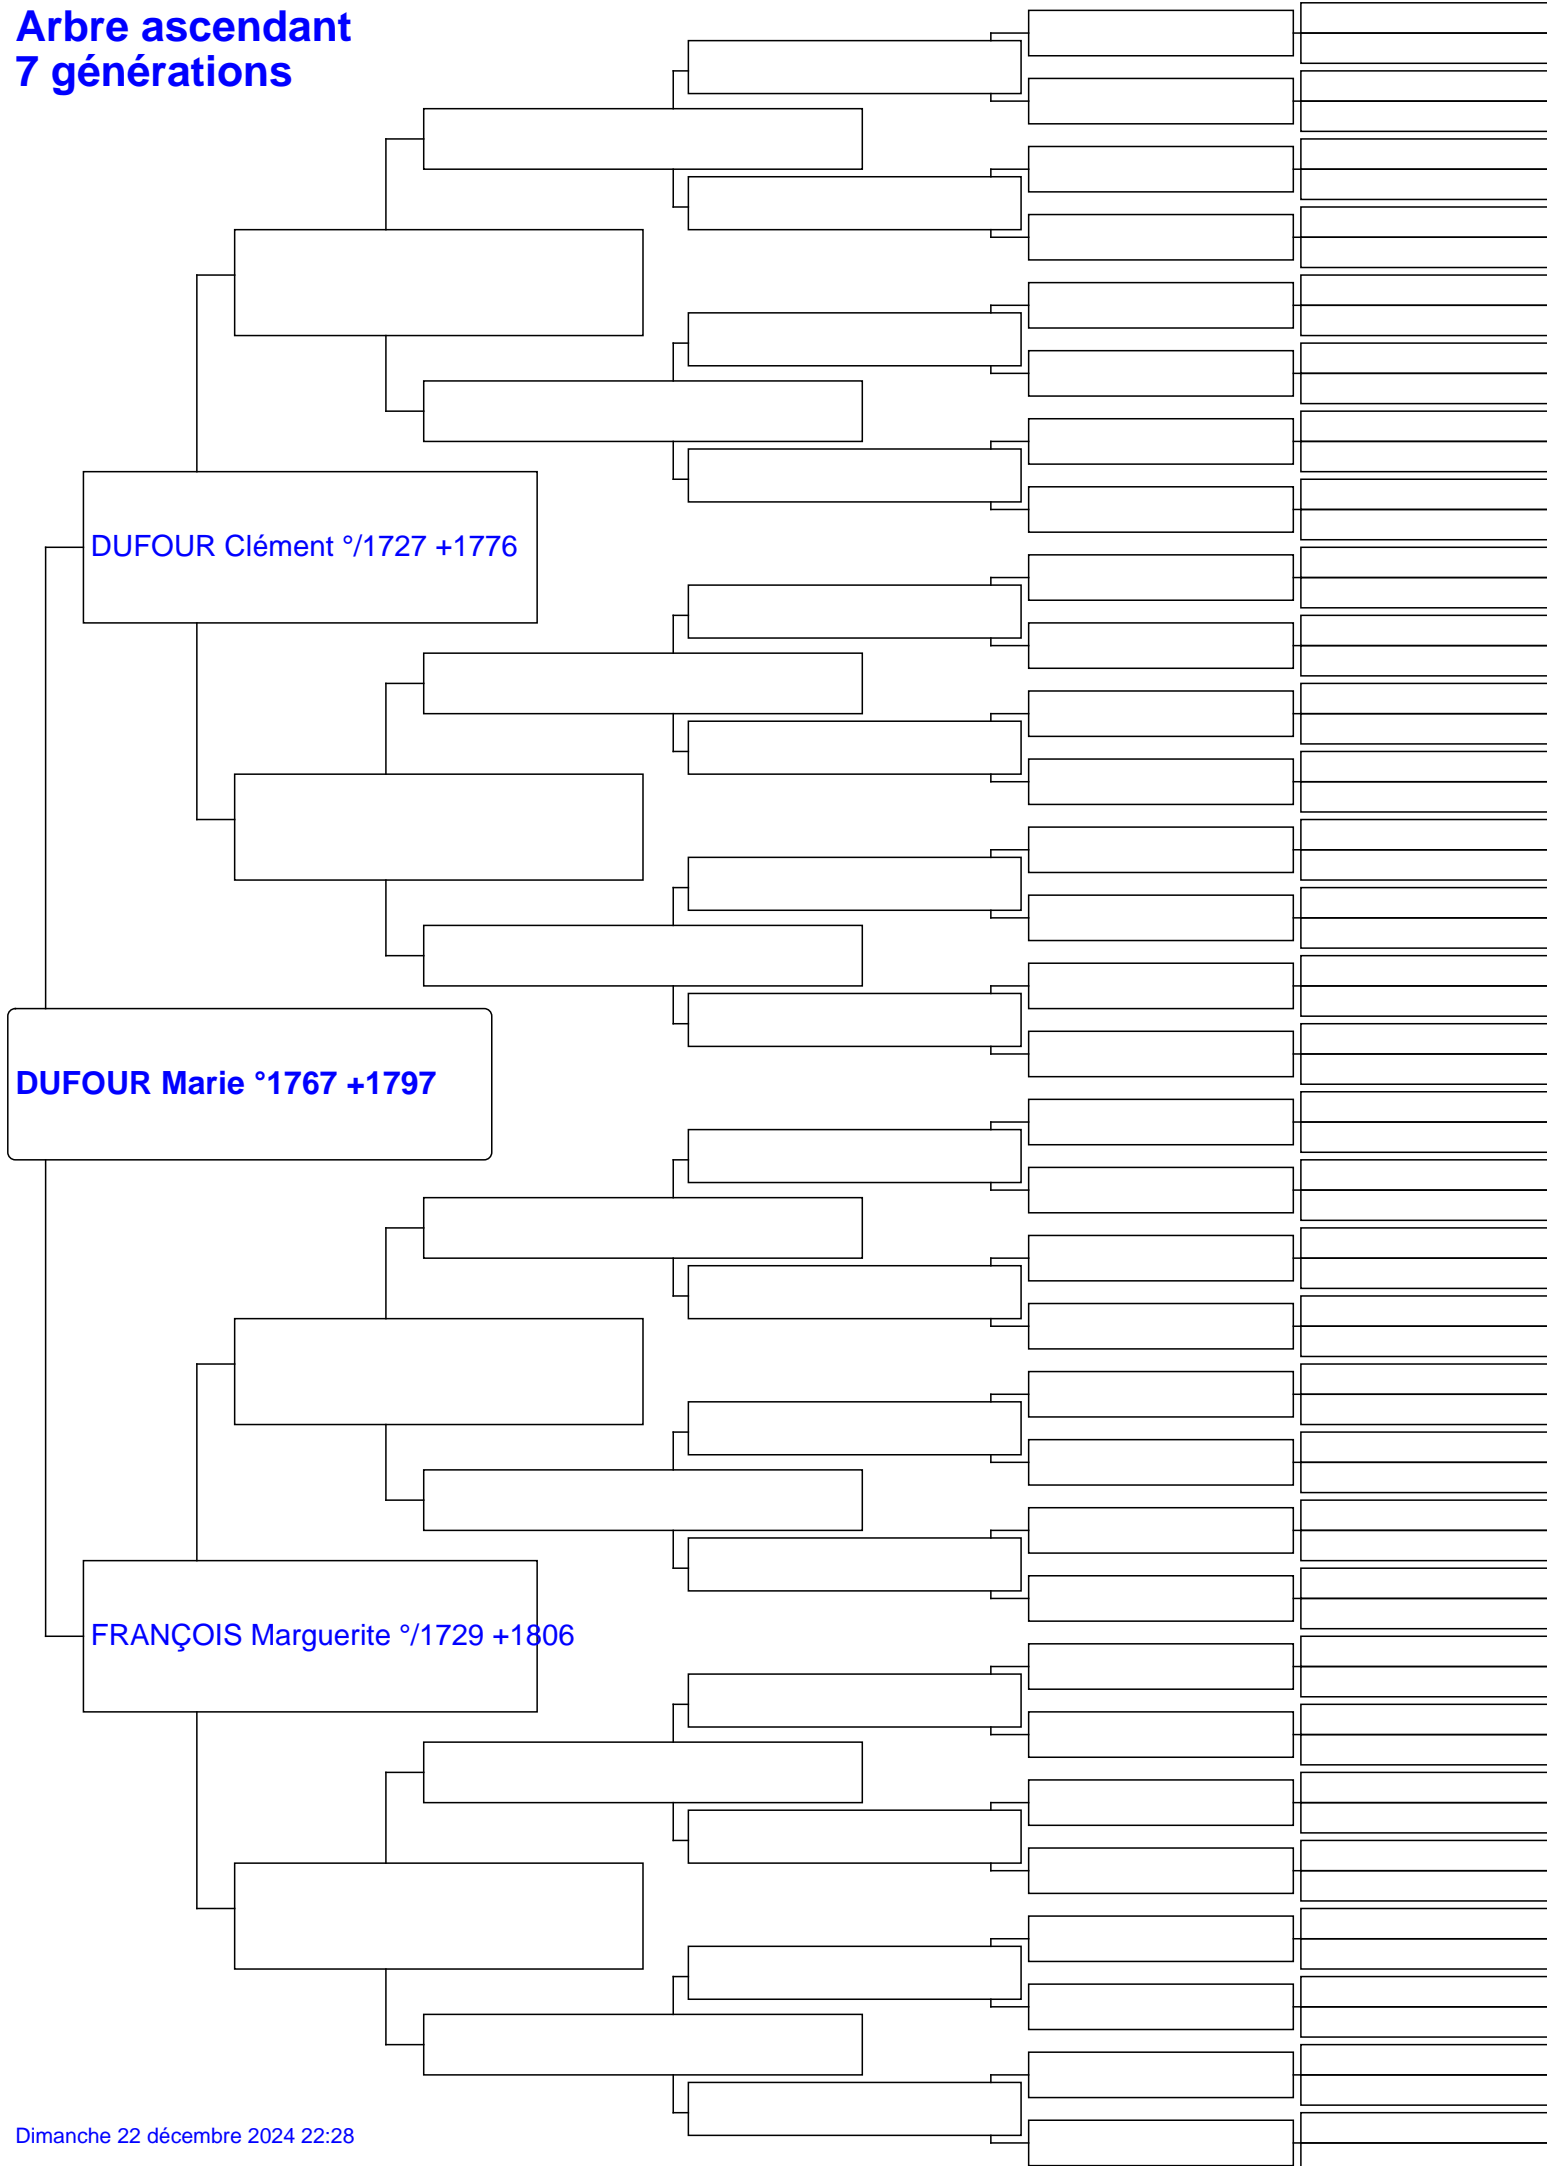 Arbre ascendant
7 générations
DUFOUR Clément °/1727 +1776
DUFOUR Marie °1767 +1797
FRANÇOIS Marguerite °/1729 +1806
Dimanche 22 décembre 2024 22:28